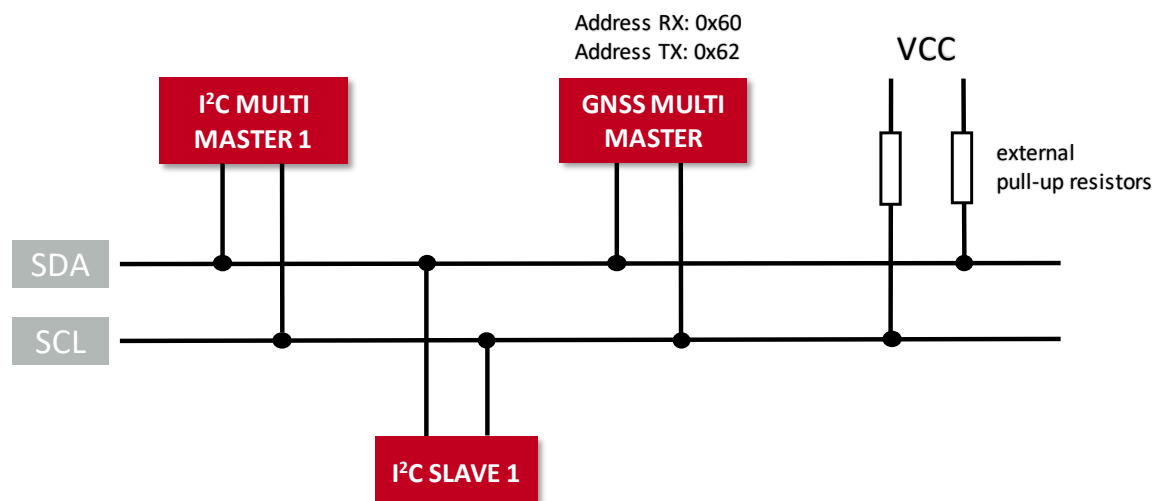 Address RX: 0x60
Address TX: 0x62
VCC
I²C MULTI
MASTER 1
GNSS MULTI
MASTER
external
pull-up resistors
SDA
SCL
I²C SLAVE 1